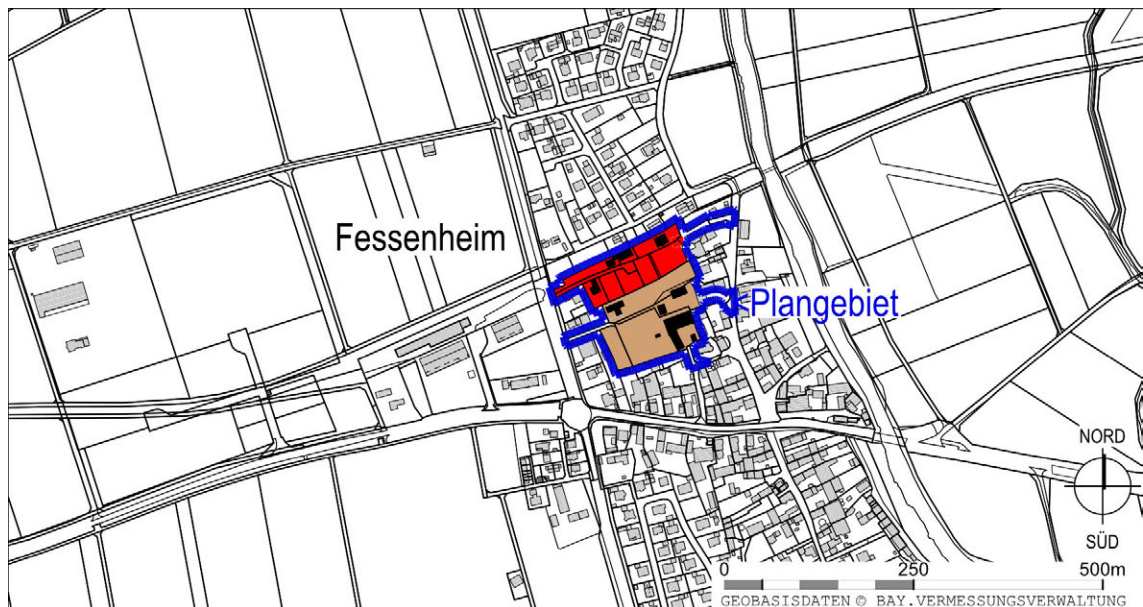 Fessenheim
Plangebiet
NORD
SÜD
0 250 500m
GEOBASISDATEN © BAY.VERMESSUNGSVERWALTUNG